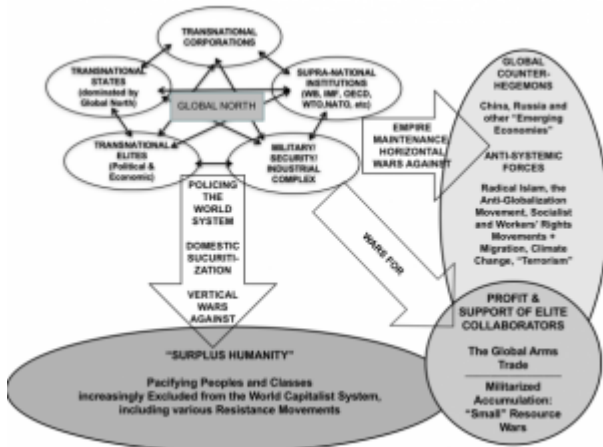 TRANSNATIONAL
CORPORATIONS
TRANSNATIONAL
STATES
(dominated by
Global North)
SUPRA-NATIONAL
INSTITUTIONS
(WB, IMF, OECD,
WTO,NATO, etc)
GLOBAL NORTH
TRANSNATIONAL
ELITES
(Political &
Economic)
MILITARY/
SECURITY/
INDUSTRIAL
COMPLEX
EMPIRE
MAINTENANCE
HORIZONTAL
WARS AGAINST
GLOBAL
COUNTER-
HEGEMONS
China, Russia and
other "Emerging
Economies"
ANTI-SYSTEMIC
FORCES
Radical Islam, the
Anti-Globalization
Movement, Socialist
and Workers' Rights
Movements +
Migration, Climate
Change, "Terrorism"
POLICING
THE
WORLD
SYSTEM
DOMESTIC
SUCURITI-
ZATION
VERTICAL
WARS
AGAINST
WARS FOR
PROFIT &
SUPPORT OF ELITE
COLLABORATORS
The Global Arms
Trade
Militarized
Accumulation:
"Small" Resource
Wars
"SURPLUS HUMANITY"
Pacifying Peoples and Classes
increasingly Excluded from the World Capitalist System,
including various Resistance Movements